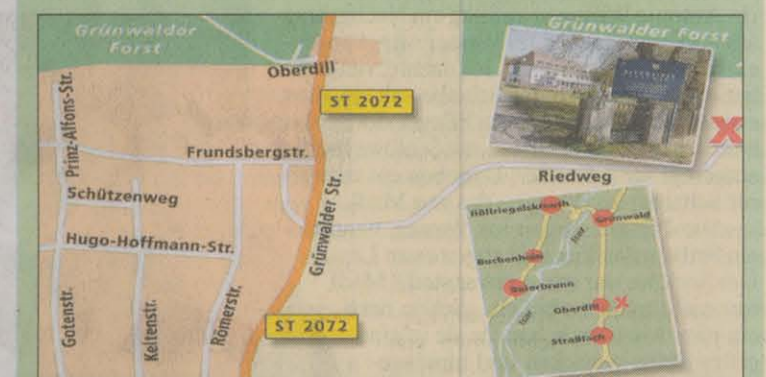 Grünwalder
Forst
Grünwalder Forst
Oberdill
ST 2072
Prinz-Alfons-Str.
Frundsbergstr.
Riedweg
Schützenweg
Hugo-Hoffmann-Str.
Grünwalder Str.
Gotenstr.
Keltenstr.
Römerstr.
ST 2072
Höllriegelskreuth
Grünwald
Isar
Buchenhain
Baierbrunn
Oberdill
X
Isar
Straßlach
X